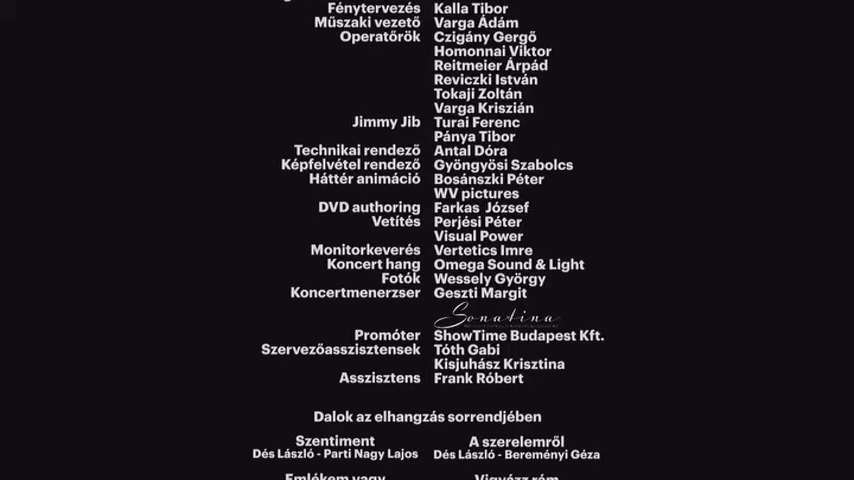 Fénytervezés Kalla Tibor
Műszaki vezető Varga Ádám
Operatőrök Czigány Gergő
Homonnai Viktor
Reitmeier Árpád
Reviczki István
Tokaji Zoltán
Varga Kriszián
Jimmy Jib Turai Ferenc
Pánya Tibor
Technikai rendező Antal Dóra
Képfelvétel rendező Gyöngyösi Szabolcs
Háttér animáció Bosánszki Péter
WV pictures
DVD authoring Farkas József
Vetítés Perjési Péter
Visual Power
Monitorkeverés Vertetics Imre
Koncert hang Omega Sound & Light
Fotók Wessely György
Koncertmenerzser Geszti Margit
Sonatina
Promóter ShowTime Budapest Kft.
Szervezőasszisztensek Tóth Gabi
Kisjuhász Krisztina
Asszisztens Frank Róbert
Dalok az elhangzás sorrendjében
Szentiment A szerelemről
Dés László - Parti Nagy Lajos Dés László - Bereményi Géza
Emlékem vagy Vigyázz rám